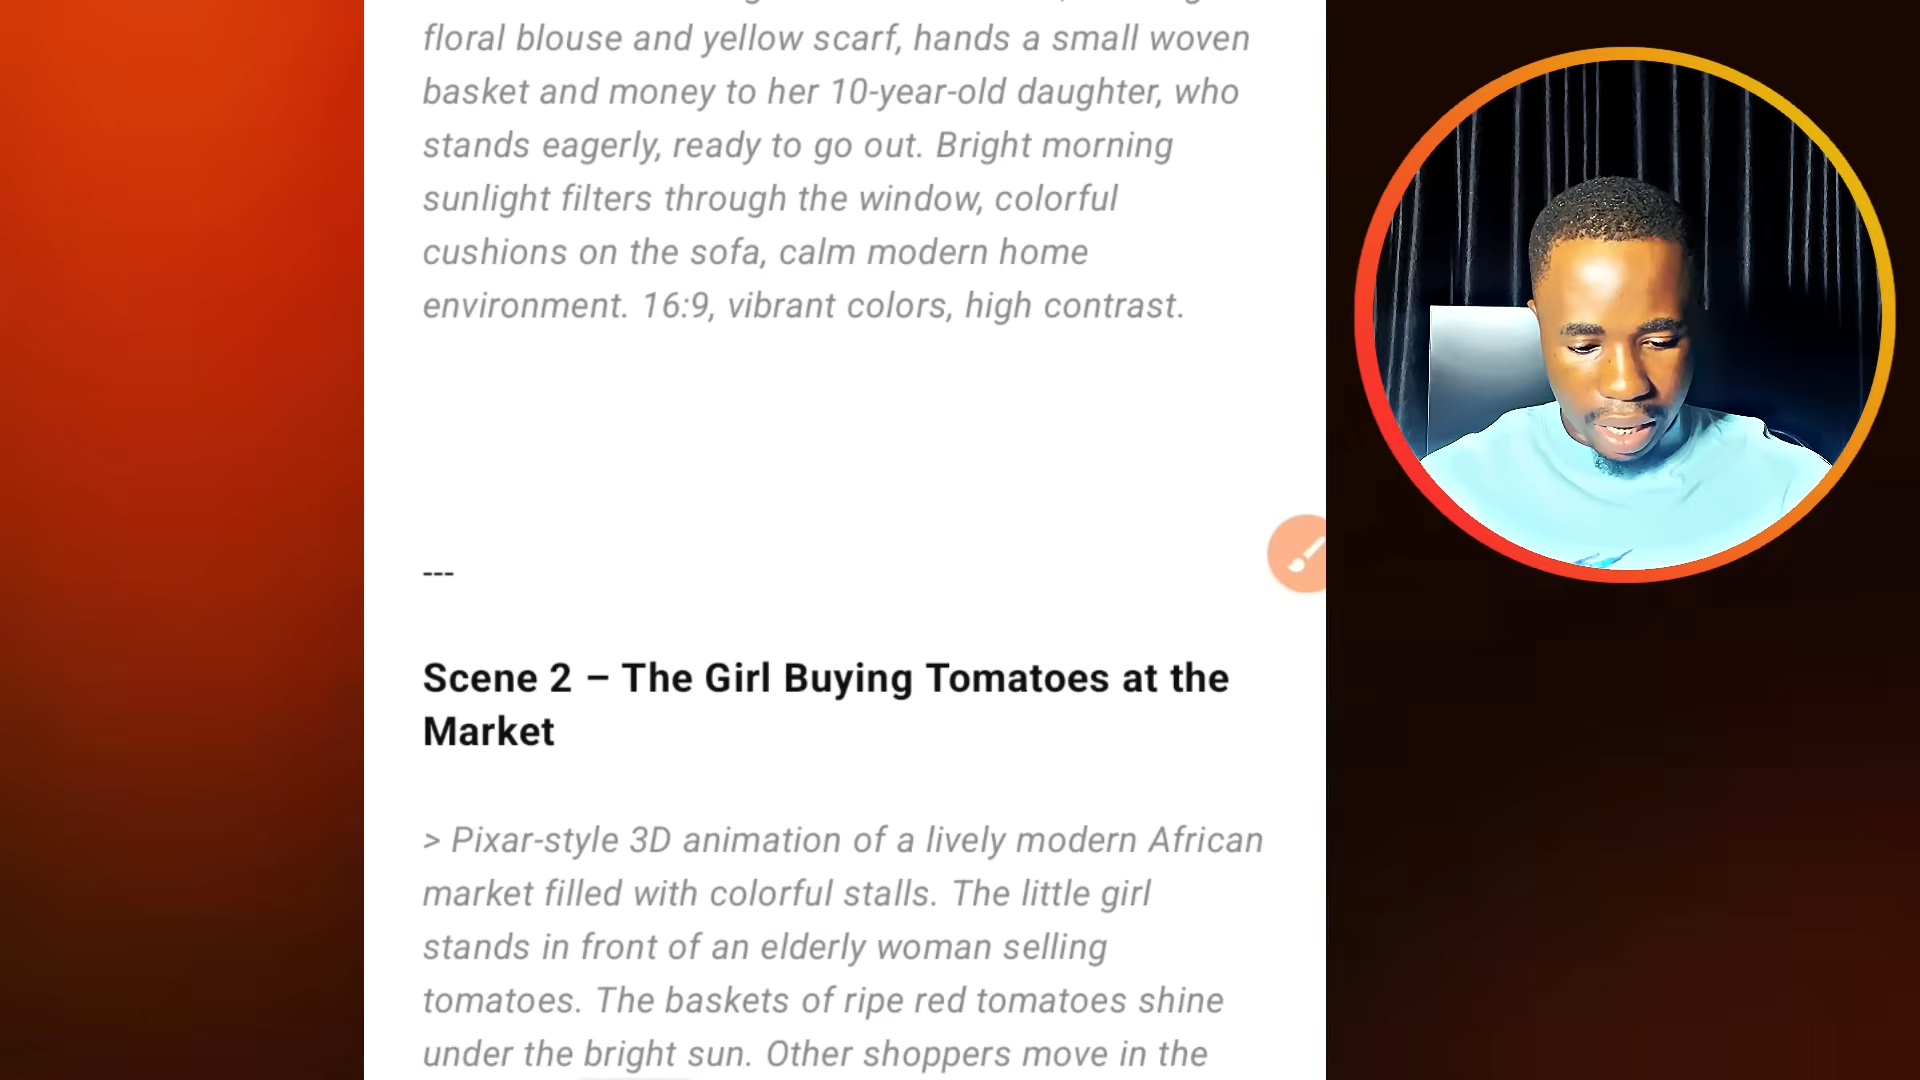 floral blouse and yellow scarf, hands a small woven
basket and money to her 10-year-old daughter, who
stands eagerly, ready to go out. Bright morning
sunlight filters through the window, colorful
cushions on the sofa, calm modern home
environment. 16:9, vibrant colors, high contrast.
---
Scene 2 – The Girl Buying Tomatoes at the
Market
> Pixar-style 3D animation of a lively modern African
market filled with colorful stalls. The little girl
stands in front of an elderly woman selling
tomatoes. The baskets of ripe red tomatoes shine
under the bright sun. Other shoppers move in the